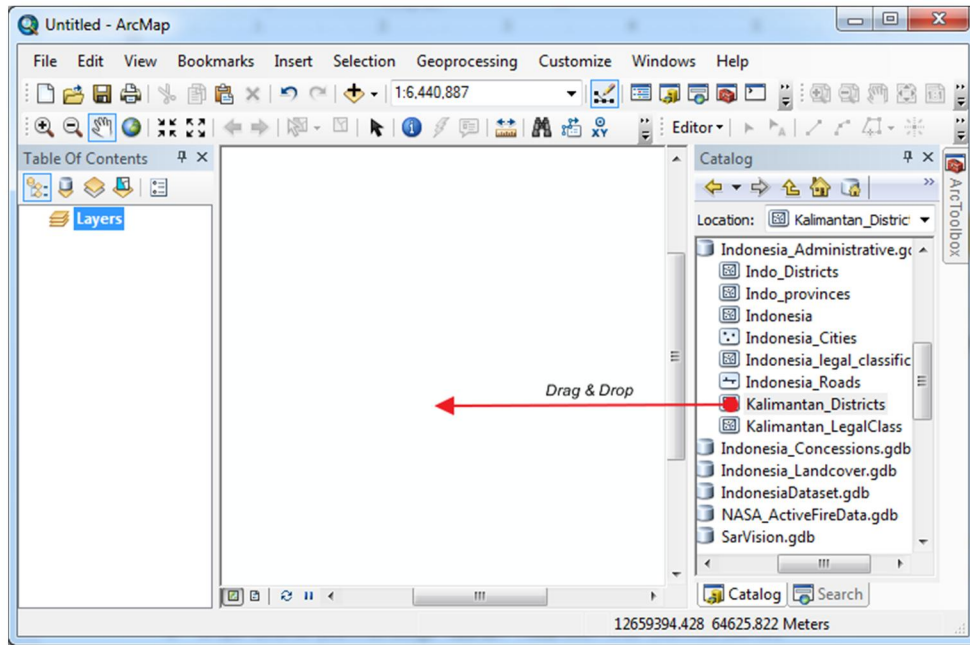 Untitled - ArcMap
File Edit View Bookmarks Insert Selection Geoprocessing Customize Windows Help
1:6,440,887
XY
Editor
Table Of Contents
Catalog
Layers
Location: Kalimantan_Distric
ArcToolbox
Indonesia_Administrative.gc
Indo_Districts
Indo_provinces
Indonesia
Indonesia_Cities
Indonesia_legal_classific
Indonesia_Roads
Drag & Drop
Kalimantan_Districts
Kalimantan_LegalClass
Indonesia_Concessions.gdb
Indonesia_Landcover.gdb
IndonesiaDataset.gdb
NASA_ActiveFireData.gdb
SarVision.gdb
Catalog Search
12659394.428 64625.822 Meters